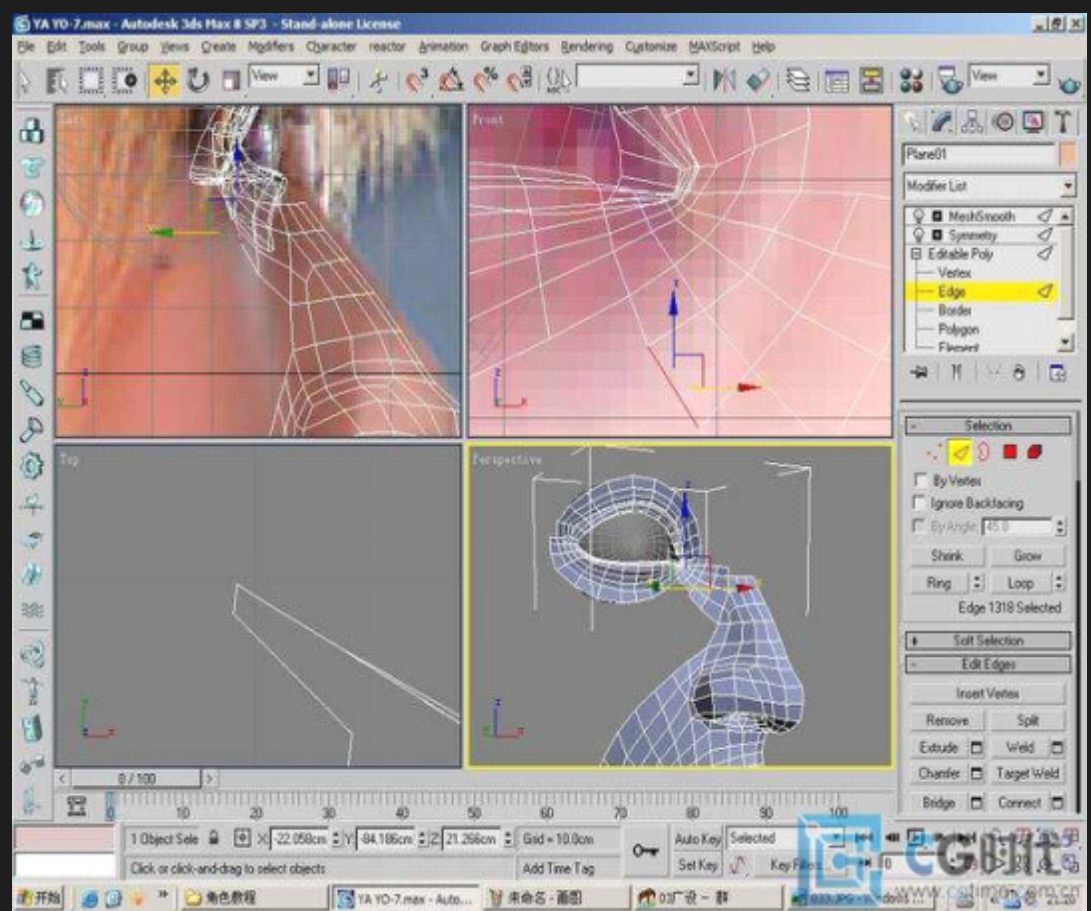 YA YO-7.max - Autodesk 3ds Max 8 SP3 - Stand-alone License
File Edit Tools Group Views Create Modifiers Character reactor Animation Graph Editors Rendering Customize MAXScript Help
View
View
Left
Front
Plane01
Modifier List
MeshSmooth
Symmetry
Editable Poly
Vertex
Edge
Border
Polygon
Element
Selection
By Vertex
Ignore Backfacing
By Angle: 45.0
Shrink Grow
Ring Loop
Edge 1318 Selected
Top
Perspective
Soft Selection
Edit Edges
Insert Vertex
Remove Split
Extrude Weld
Chamfer Target Weld
Bridge Connect
0 / 100
0 10 20 30 40 50 60 70 80 90 100
1 Object Sele X: -22.058cm Y: -84.186cm Z: 21.266cm Grid = 10.0cm
Auto Key Selected
Click or click-and-drag to select objects
Add Time Tag
Set Key
0
CG时代
www.cgtimo.com.cn
开始
角色教程
YA YO-7.max - Auto...
未命名 - 画图